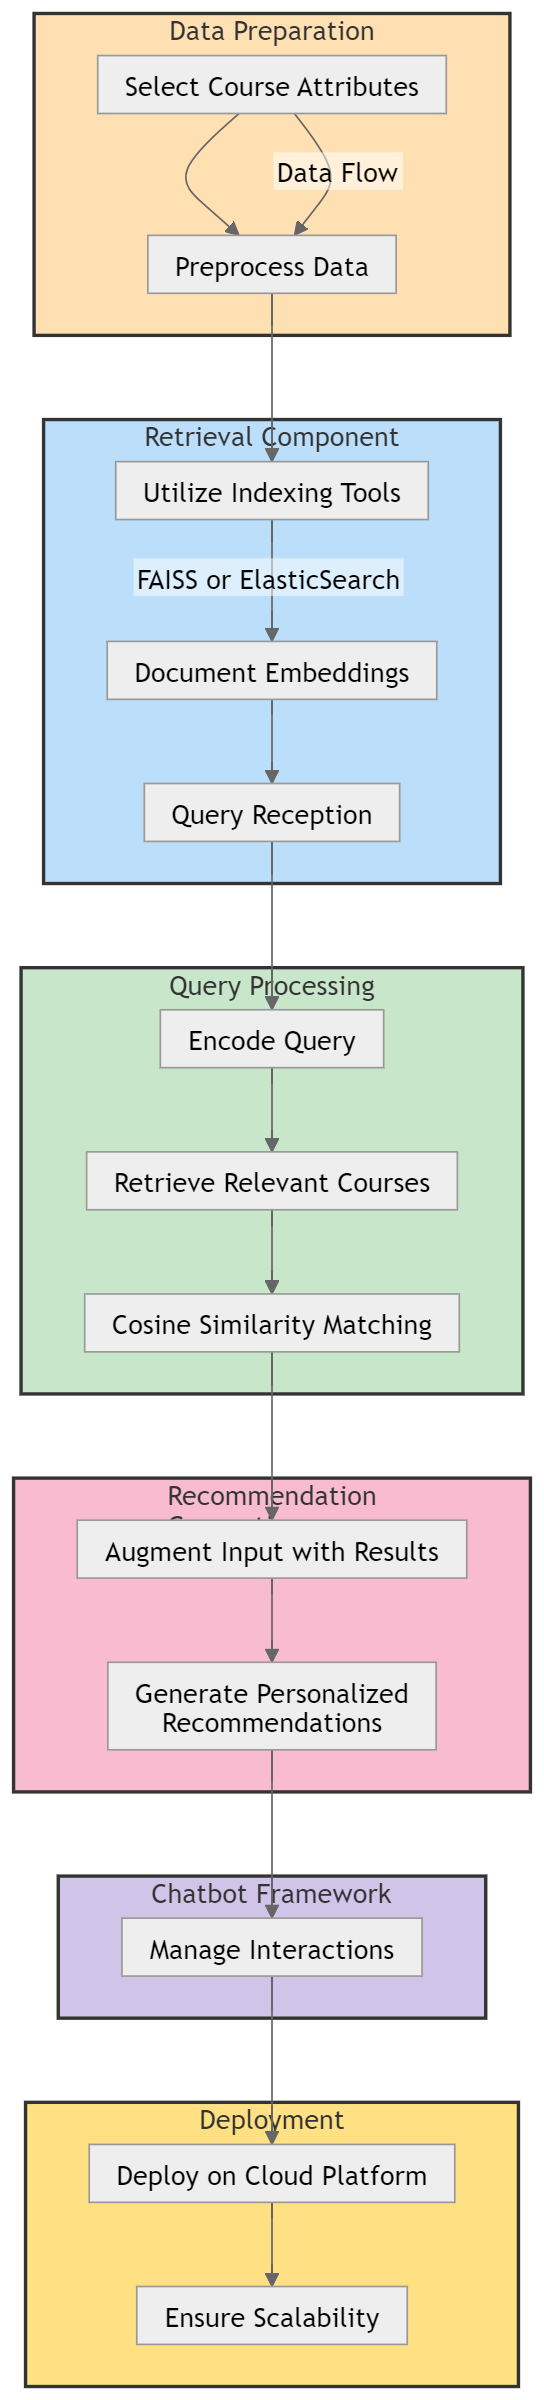 Data Preparation
Select Course Attributes
Data Flow
Preprocess Data
Retrieval Component
Utilize Indexing Tools
FAISS or ElasticSearch
Document Embeddings
Query Reception
Query Processing
Encode Query
Retrieve Relevant Courses
Cosine Similarity Matching
Recommendation
Augment Input with Results
Generate Personalized
Recommendations
Chatbot Framework
Manage Interactions
Deployment
Deploy on Cloud Platform
Ensure Scalability